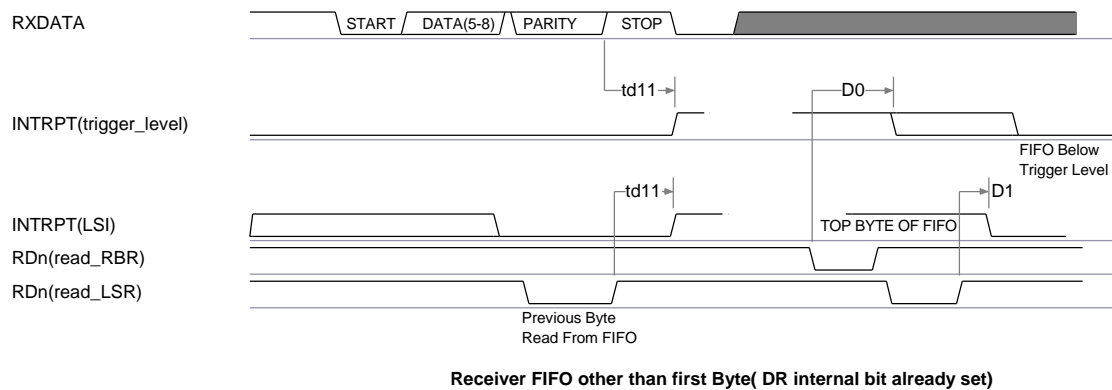 RXDATA
START DATA(5-8) PARITY STOP
td11
D0
INTRPT(trigger_level)
FIFO Below
Trigger Level
td11
D1
INTRPT(LSI)
TOP BYTE OF FIFO
RDn(read_RBR)
RDn(read_LSR)
Previous Byte
Read From FIFO
Receiver FIFO other than first Byte( DR internal bit already set)